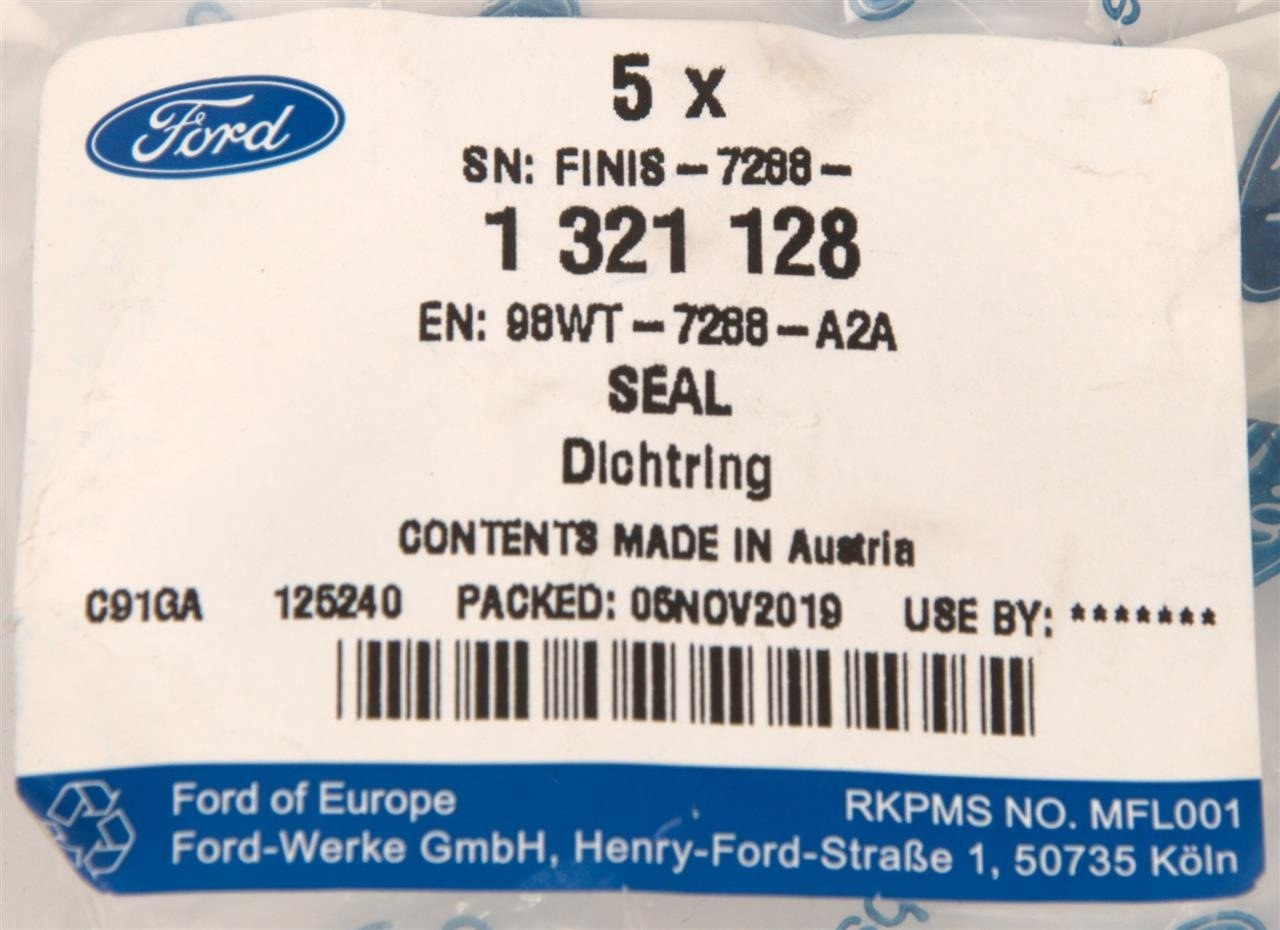 Ford
5 x
SN: FINIS-7288-
1 321 128
EN: 98WT-7288-A2A
SEAL
Dichtring
CONTENTS MADE IN Austria
C91GA 125240 PACKED: 05NOV2019 USE BY: *******
Ford of Europe RKPMS NO. MFL001
Ford-Werke GmbH, Henry-Ford-Straße 1, 50735 Köln